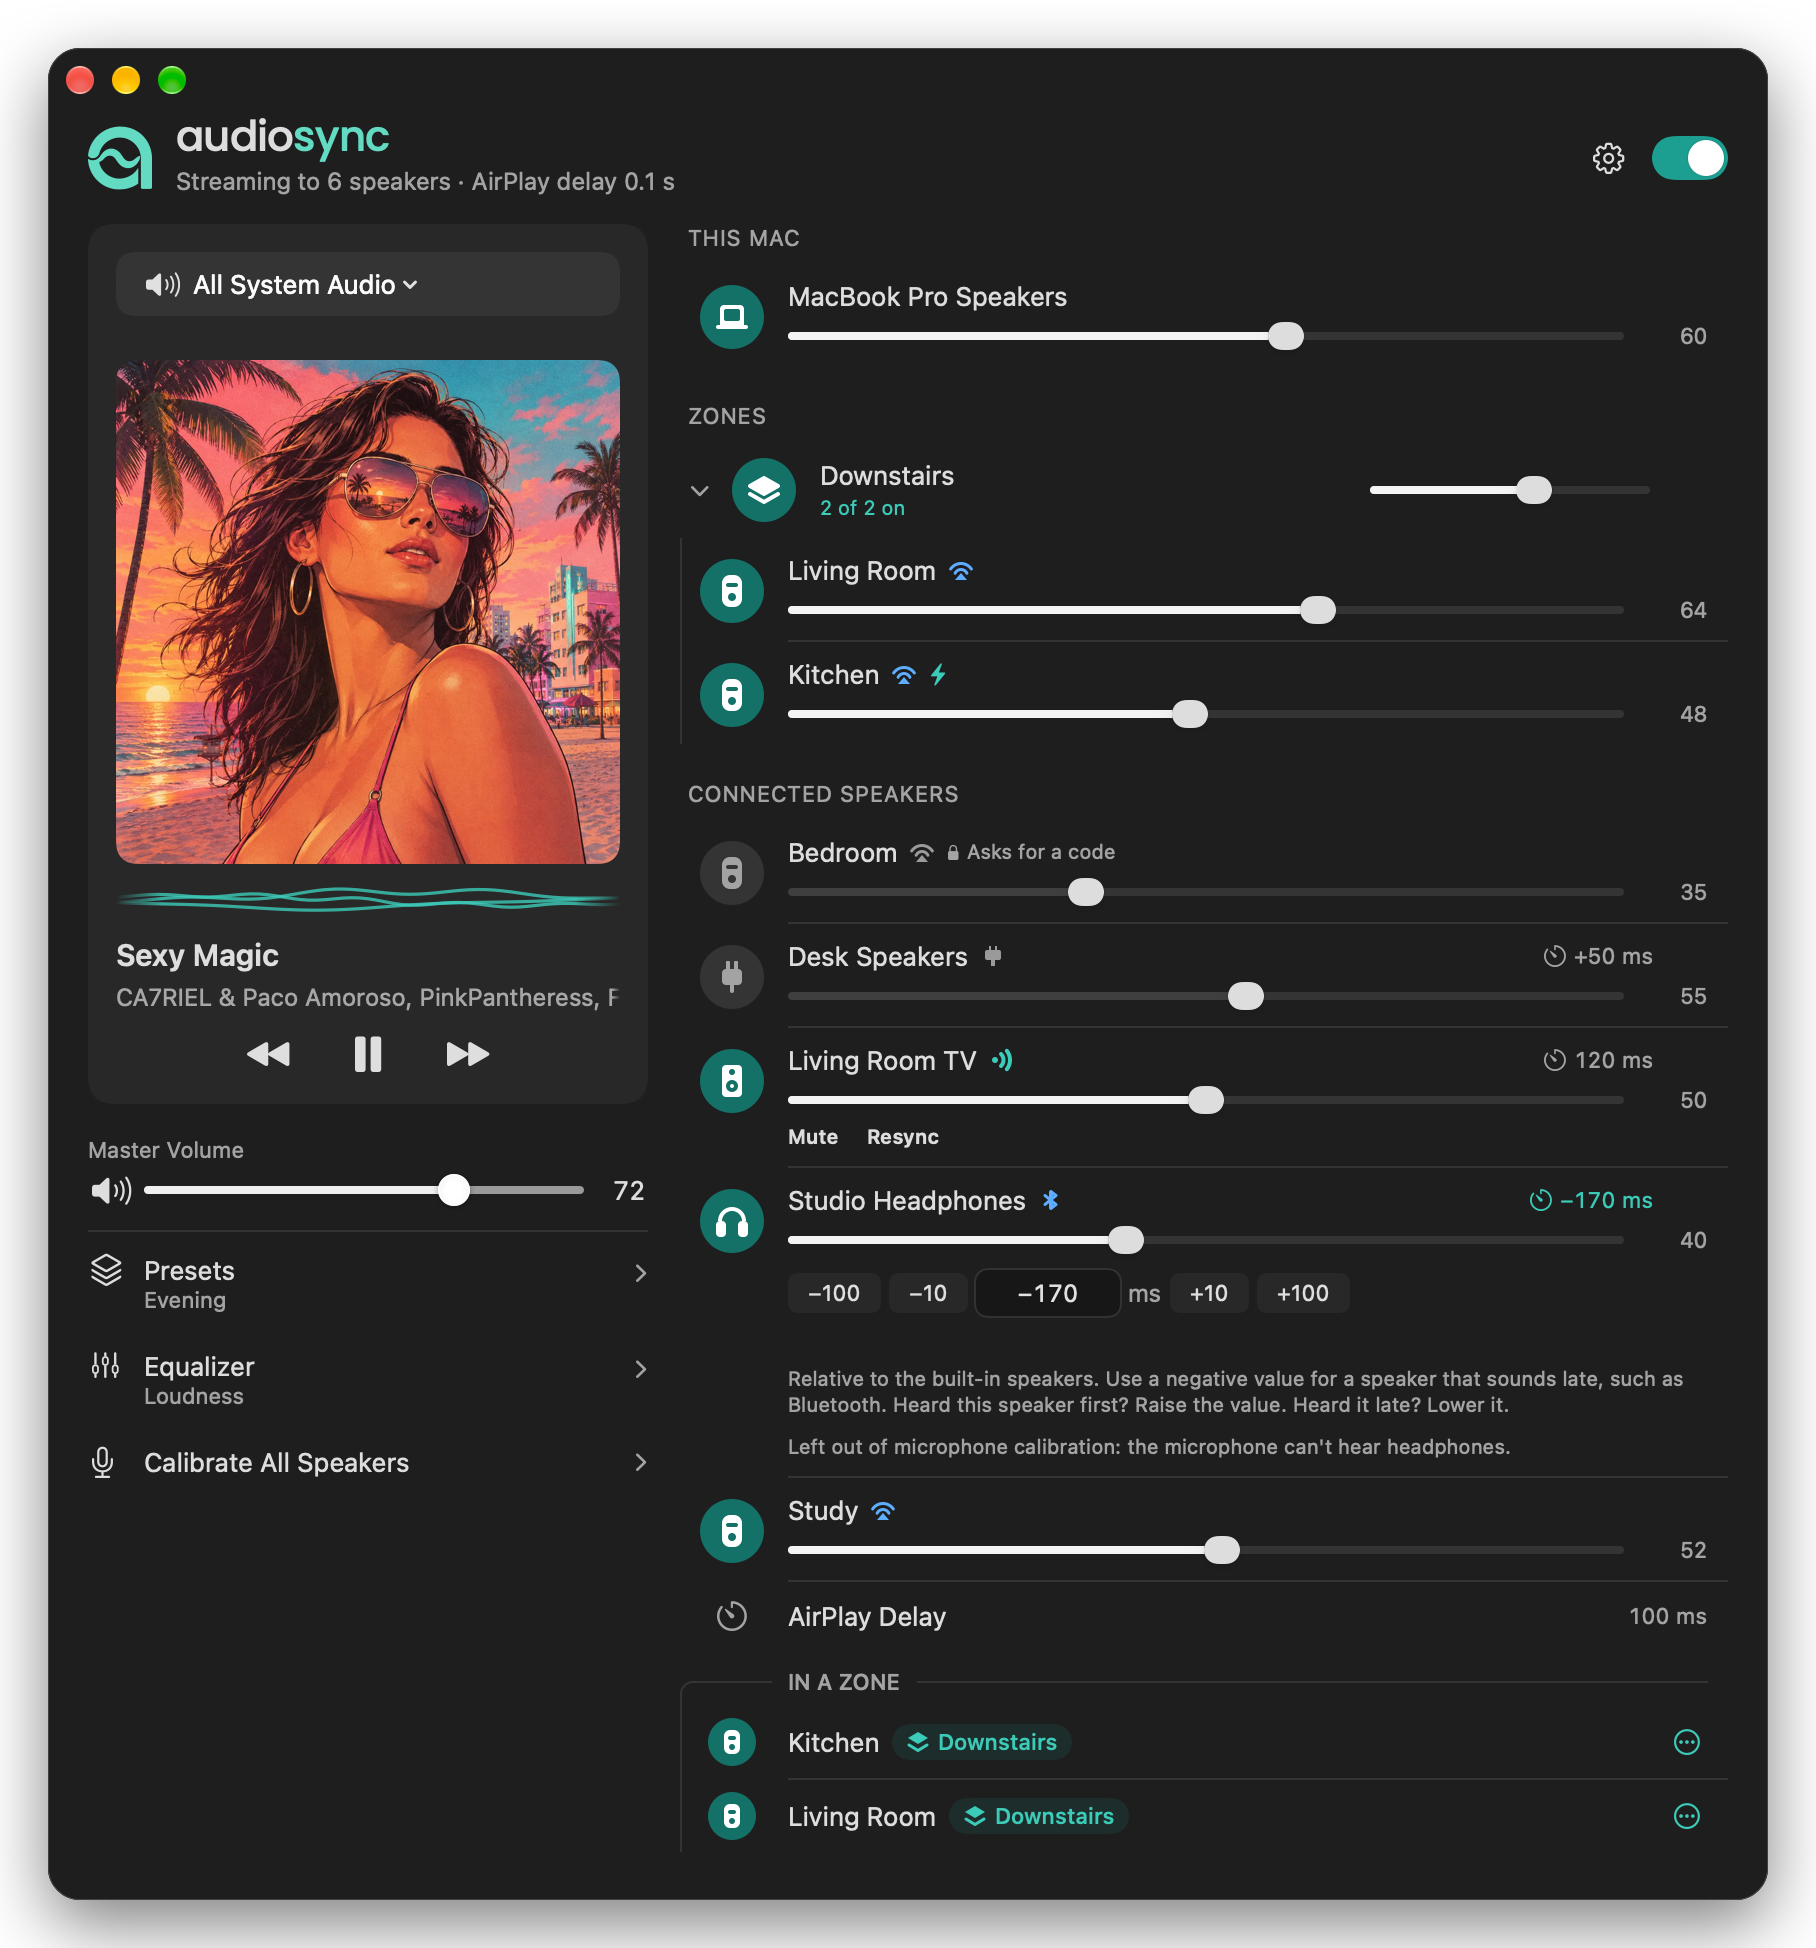 audiosync
Streaming to 6 speakers · AirPlay delay 0.1 s
All System Audio
Sexy Magic
CA7RIEL & Paco Amoroso, PinkPantheress, F
Master Volume
72
Presets
Evening
Equalizer
Loudness
Calibrate All Speakers
THIS MAC
MacBook Pro Speakers
60
ZONES
Downstairs
2 of 2 on
Living Room
64
Kitchen
48
CONNECTED SPEAKERS
Bedroom Asks for a code
35
Desk Speakers +50 ms
55
Living Room TV 120 ms
50
Mute Resync
Studio Headphones −170 ms
40
−100 −10 −170 ms +10 +100
Relative to the built-in speakers. Use a negative value for a speaker that sounds late, such as
Bluetooth. Heard this speaker first? Raise the value. Heard it late? Lower it.
Left out of microphone calibration: the microphone can't hear headphones.
Study
52
AirPlay Delay 100 ms
IN A ZONE
Kitchen Downstairs
Living Room Downstairs